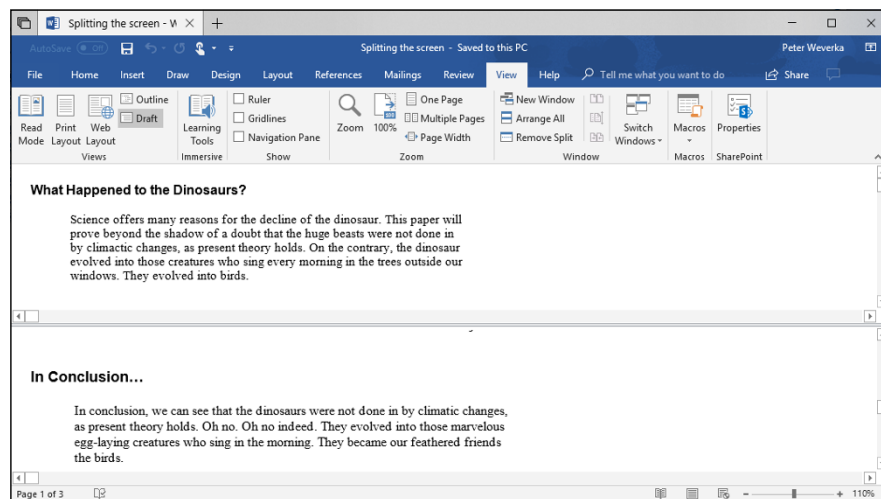 Splitting the screen - W
AutoSave Off Splitting the screen - Saved to this PC Peter Weverka
File Home Insert Draw Design Layout References Mailings Review View Help Tell me what you want to do Share
Read Mode Print Layout Web Layout Outline Draft Learning Tools Ruler Gridlines Navigation Pane Zoom 100% One Page Multiple Pages Page Width New Window Arrange All Remove Split Switch Windows Macros Properties
Views Immersive Show Zoom Window Macros SharePoint
What Happened to the Dinosaurs?
Science offers many reasons for the decline of the dinosaur. This paper will
prove beyond the shadow of a doubt that the huge beasts were not done in
by climactic changes, as present theory holds. On the contrary, the dinosaur
evolved into those creatures who sing every morning in the trees outside our
windows. They evolved into birds.
In Conclusion…
In conclusion, we can see that the dinosaurs were not done in by climatic changes,
as present theory holds. Oh no. Oh no indeed. They evolved into those marvelous
egg-laying creatures who sing in the morning. They became our feathered friends
the birds.
Page 1 of 3 110%